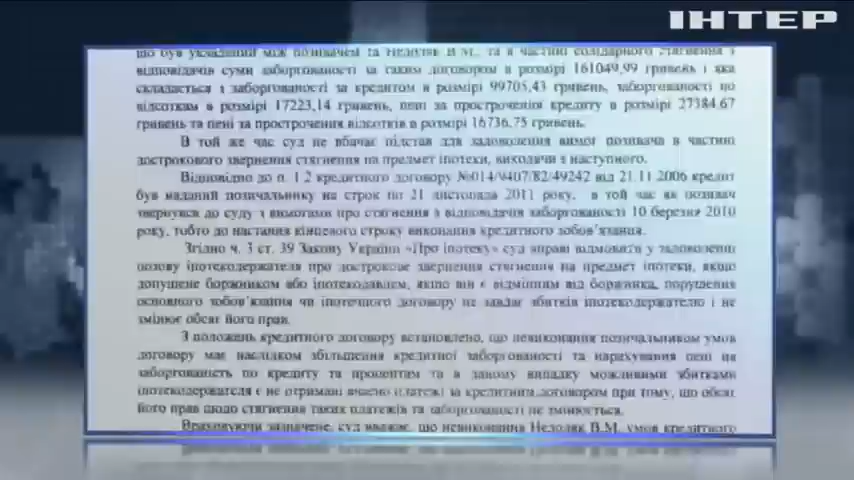 ІНТЕР
що був укладений між позивачем та Недоляк В.М., та в частині солідарного стягнення з
відповідачів суми заборгованості за таким договором в розмірі 161049,99 гривень і яка
складається з заборгованості за кредитом в розмірі 99705,43 гривень, заборгованості по
відсоткам в розмірі 17223,14 гривень, пені за прострочення кредиту в розмірі 27384.67
гривень та пені за прострочення відсотків в розмірі 16736,75 гривень.
В той же час суд не вбачає підстав для задоволення вимог позивача в частині
дострокового звернення стягнення на предмет іпотеки, виходячи з наступного.
Відповідно до п. 1.2 кредитного договору №014/9407/82/49242 від 21.11.2006 кредит
був наданий позичальнику на строк по 21 листопада 2011 року, в той час як позивач
звернувся до суду з вимогами про стягнення з відповідачів заборгованості 10 березня 2010
року, тобто до настання кінцевого строку виконання кредитного зобов'язання.
Згідно ч. 3 ст. 39 Закону України «Про іпотеку» суд вправі відмовити у задоволенні
позову іпотекодержателя про дострокове звернення стягнення на предмет іпотеки, якщо
допущене боржником або іпотекодавцем, якщо він є відмінним від боржника, порушення
основного зобов'язання чи іпотечного договору не завдає збитків іпотекодержателю і не
змінює обсяг його прав.
З положень кредитного договору встановлено, що невиконання позичальником умов
договору має наслідком збільшення кредитної заборгованості та нарахування пені на
заборгованість по кредиту та процентам та в даному випадку можливими збитками
іпотекодержателя є не отримані вчасно платежі за кредитним договором при тому, що обсяг
його прав щодо стягнення таких платежів та заборгованості не змінюється.
Враховуючи зазначене, суд вважає, що невиконання Недоляк В.М. умов кредитного